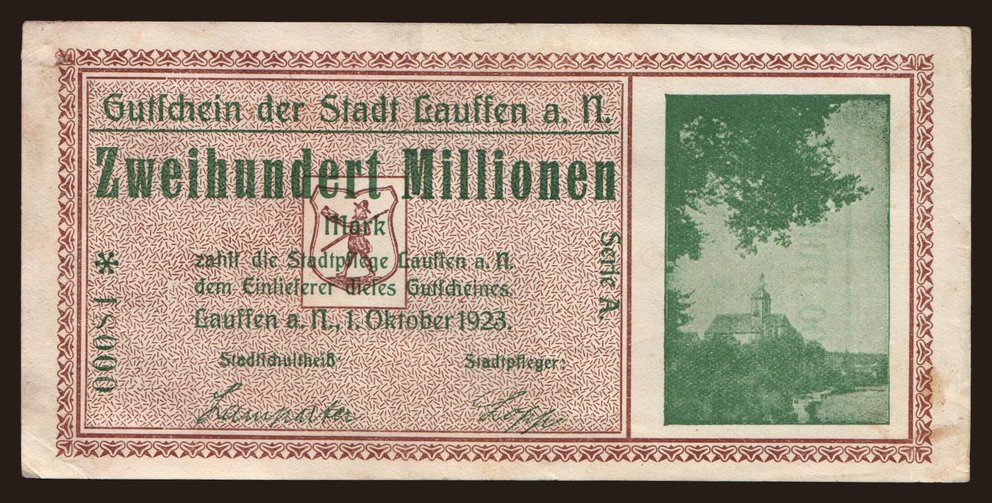 Gutschein der Stadt Lauffen a. N.
Zweihundert Millionen
Mark
zahlt die Stadtpflege Lauffen a. N.
dem Einlieferer dieses Gutscheines.
Lauffen a. N., 1. Oktober 1923.
Stadtschultheiß: Stadtpfleger:
00081 *
Serie A.